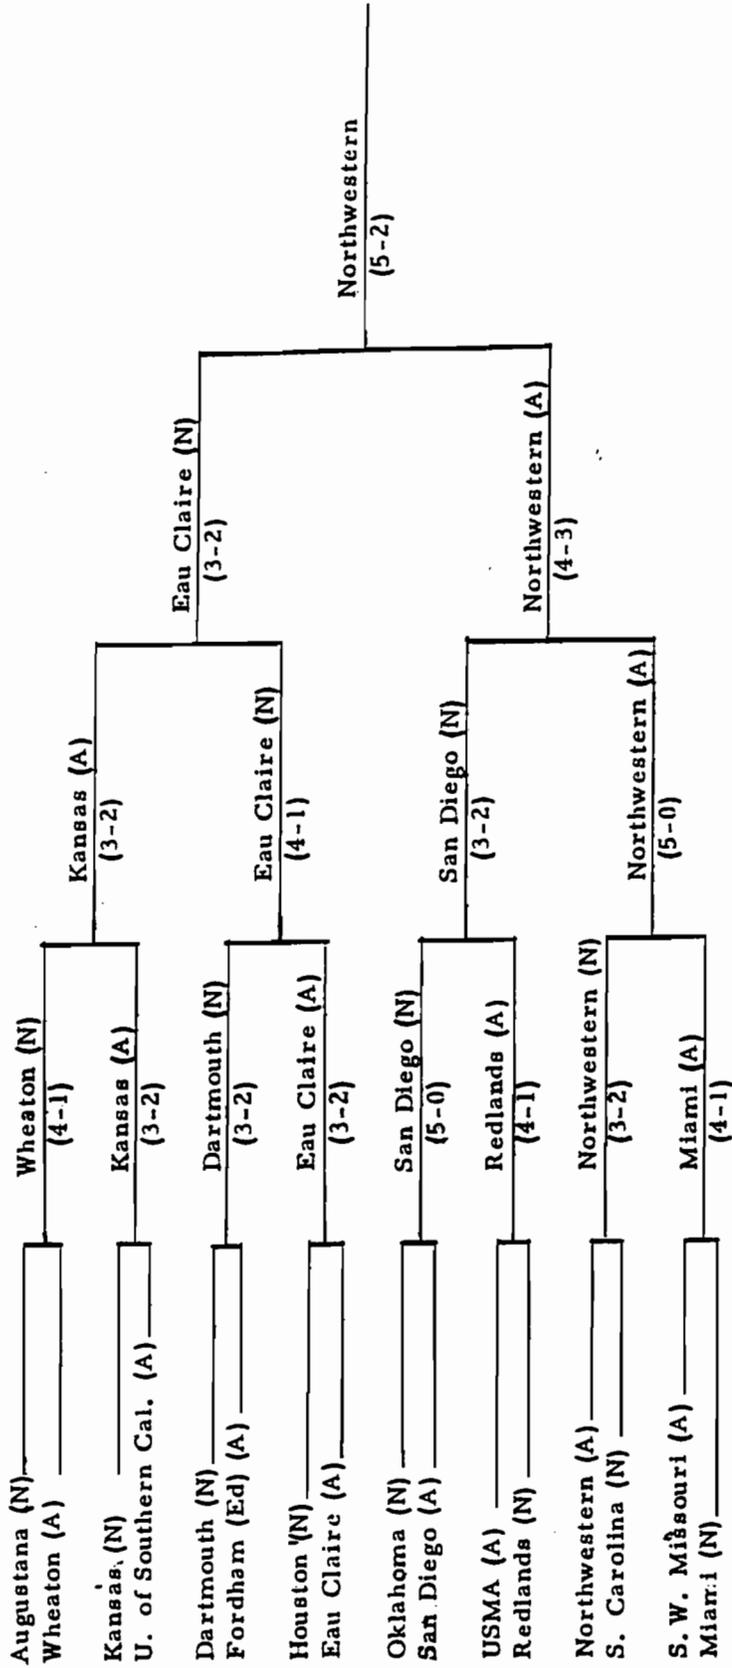 Augustana (N)
Wheaton (A)
Kansas (N)
U. of Southern Cal. (A)
Dartmouth (N)
Fordham (Ed) (A)
Houston (N)
Eau Claire (A)
Oklahoma (N)
San Diego (A)
USMA (A)
Redlands (N)
Northwestern (A)
S. Carolina (N)
S. W. Missouri (A)
Miami (N)
Wheaton (N)
(4-1)
Kansas (A)
(3-2)
Dartmouth (N)
(3-2)
Eau Claire (A)
(3-2)
San Diego (N)
(5-0)
Redlands (A)
(4-1)
Northwestern (N)
(3-2)
Miami (A)
(4-1)
Kansas (A)
(3-2)
Eau Claire (N)
(4-1)
San Diego (N)
(3-2)
Northwestern (A)
(5-0)
Eau Claire (N)
(3-2)
Northwestern (A)
(4-3)
Northwestern
(5-2)